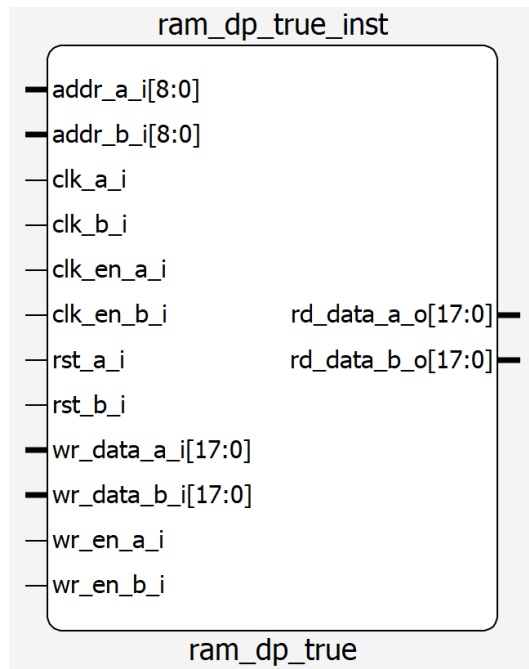 ram_dp_true_inst
addr_a_i[8:0]
addr_b_i[8:0]
clk_a_i
clk_b_i
clk_en_a_i
clk_en_b_i
rd_data_a_o[17:0]
rst_a_i
rd_data_b_o[17:0]
rst_b_i
wr_data_a_i[17:0]
wr_data_b_i[17:0]
wr_en_a_i
wr_en_b_i
ram_dp_true